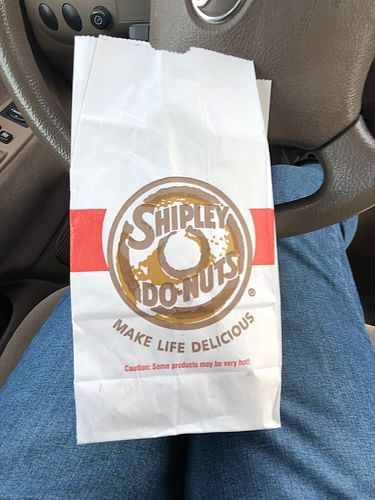 SHIPLEY
DO-NUTS
®
MAKE LIFE DELICIOUS
Caution: Some products may be very hot!